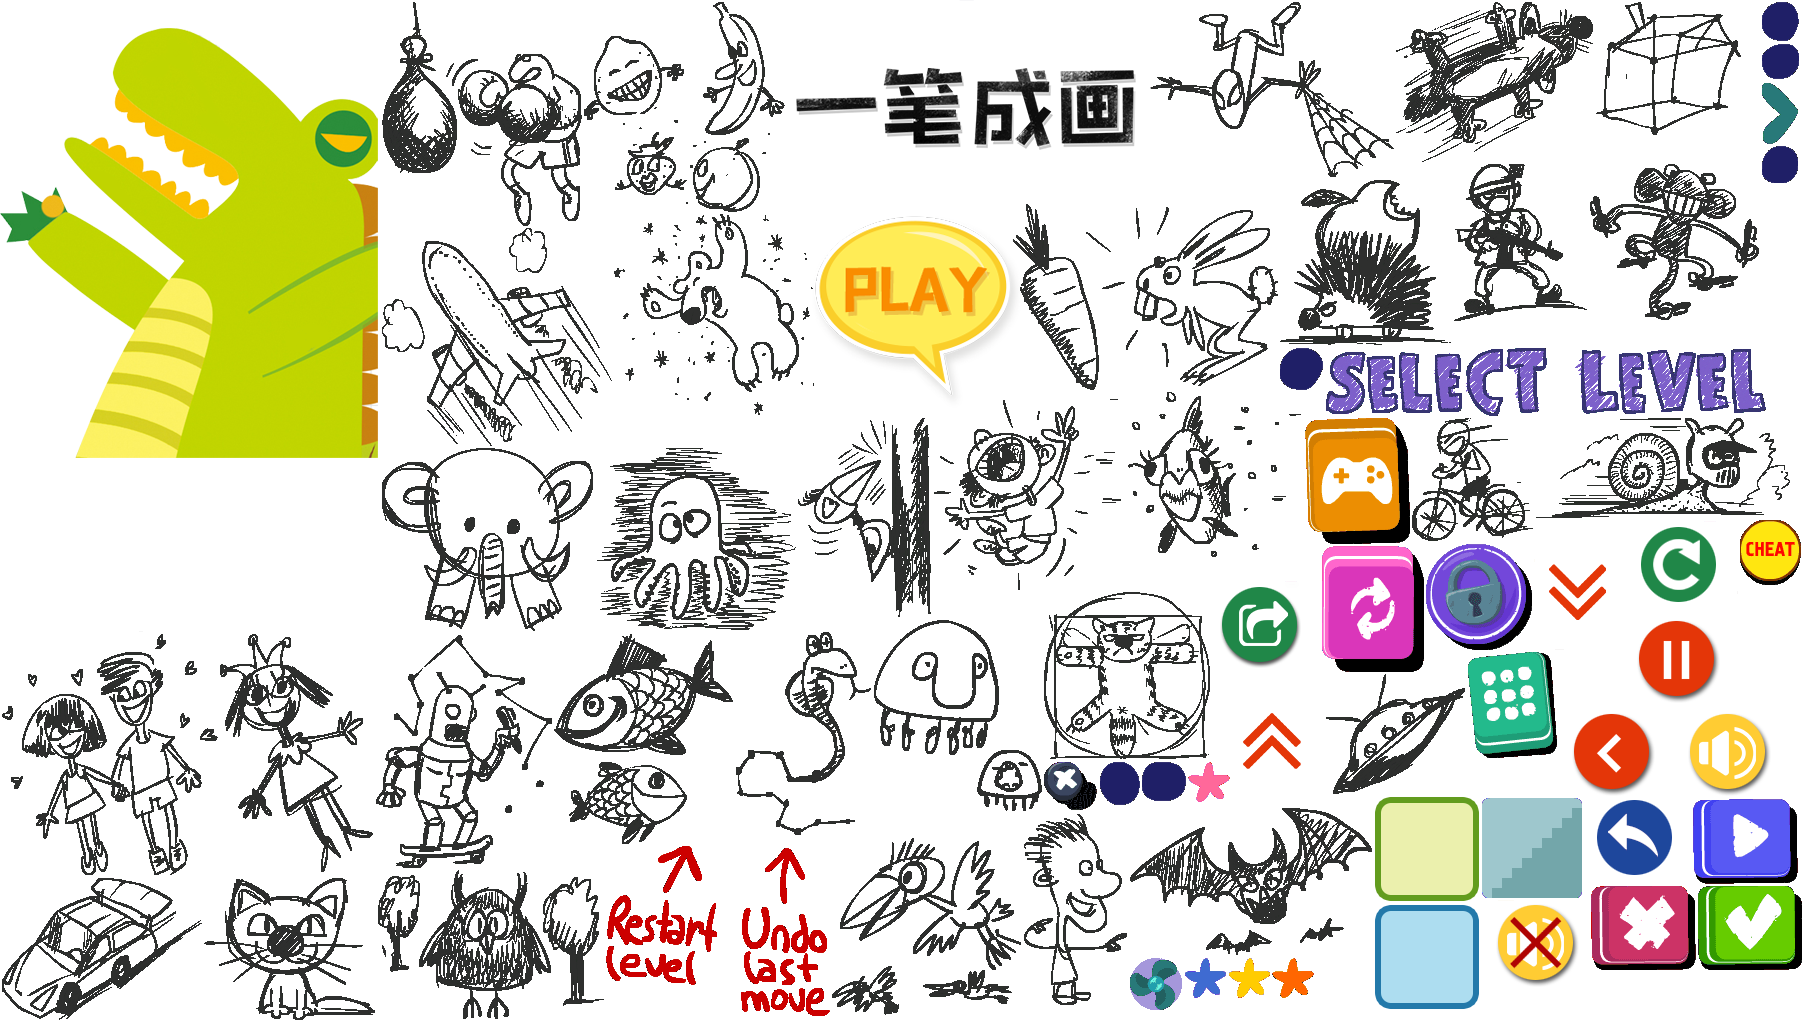 一笔成画
PLAY
SELECT LEVEL
CHEAT
Restart
level
Undo
last
move